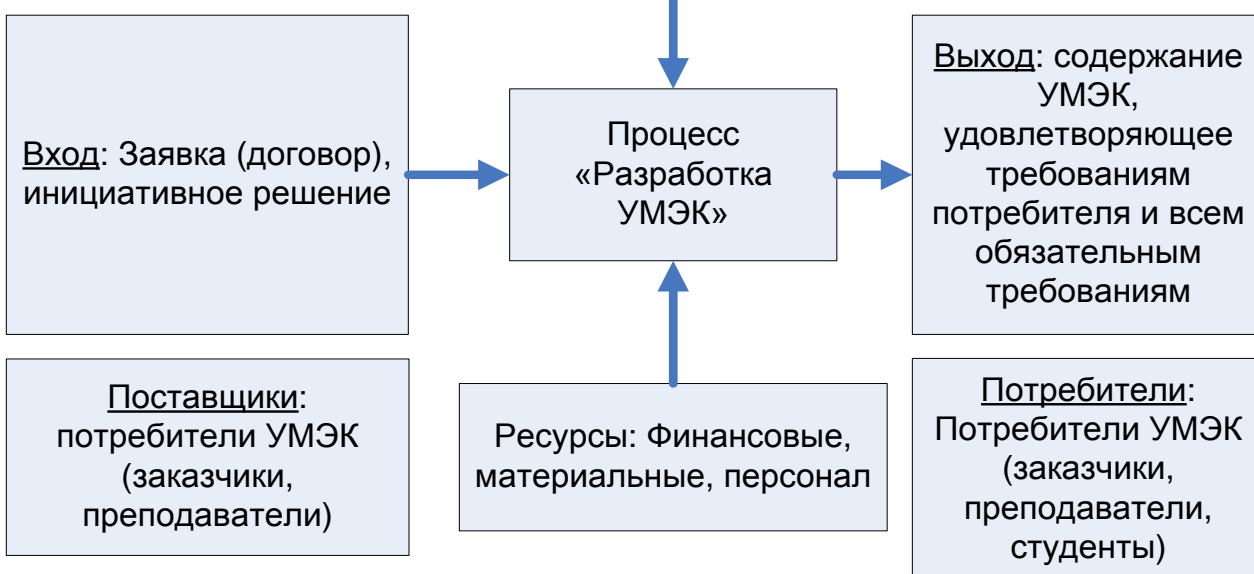 Вход: Заявка (договор),
инициативное решение
Процесс
«Разработка
УМЭК»
Выход: содержание
УМЭК,
удовлетворяющее
требованиям
потребителя и всем
обязательным
требованиям
Поставщики:
потребители УМЭК
(заказчики,
преподаватели)
Ресурсы: Финансовые,
материальные, персонал
Потребители:
Потребители УМЭК
(заказчики,
преподаватели,
студенты)